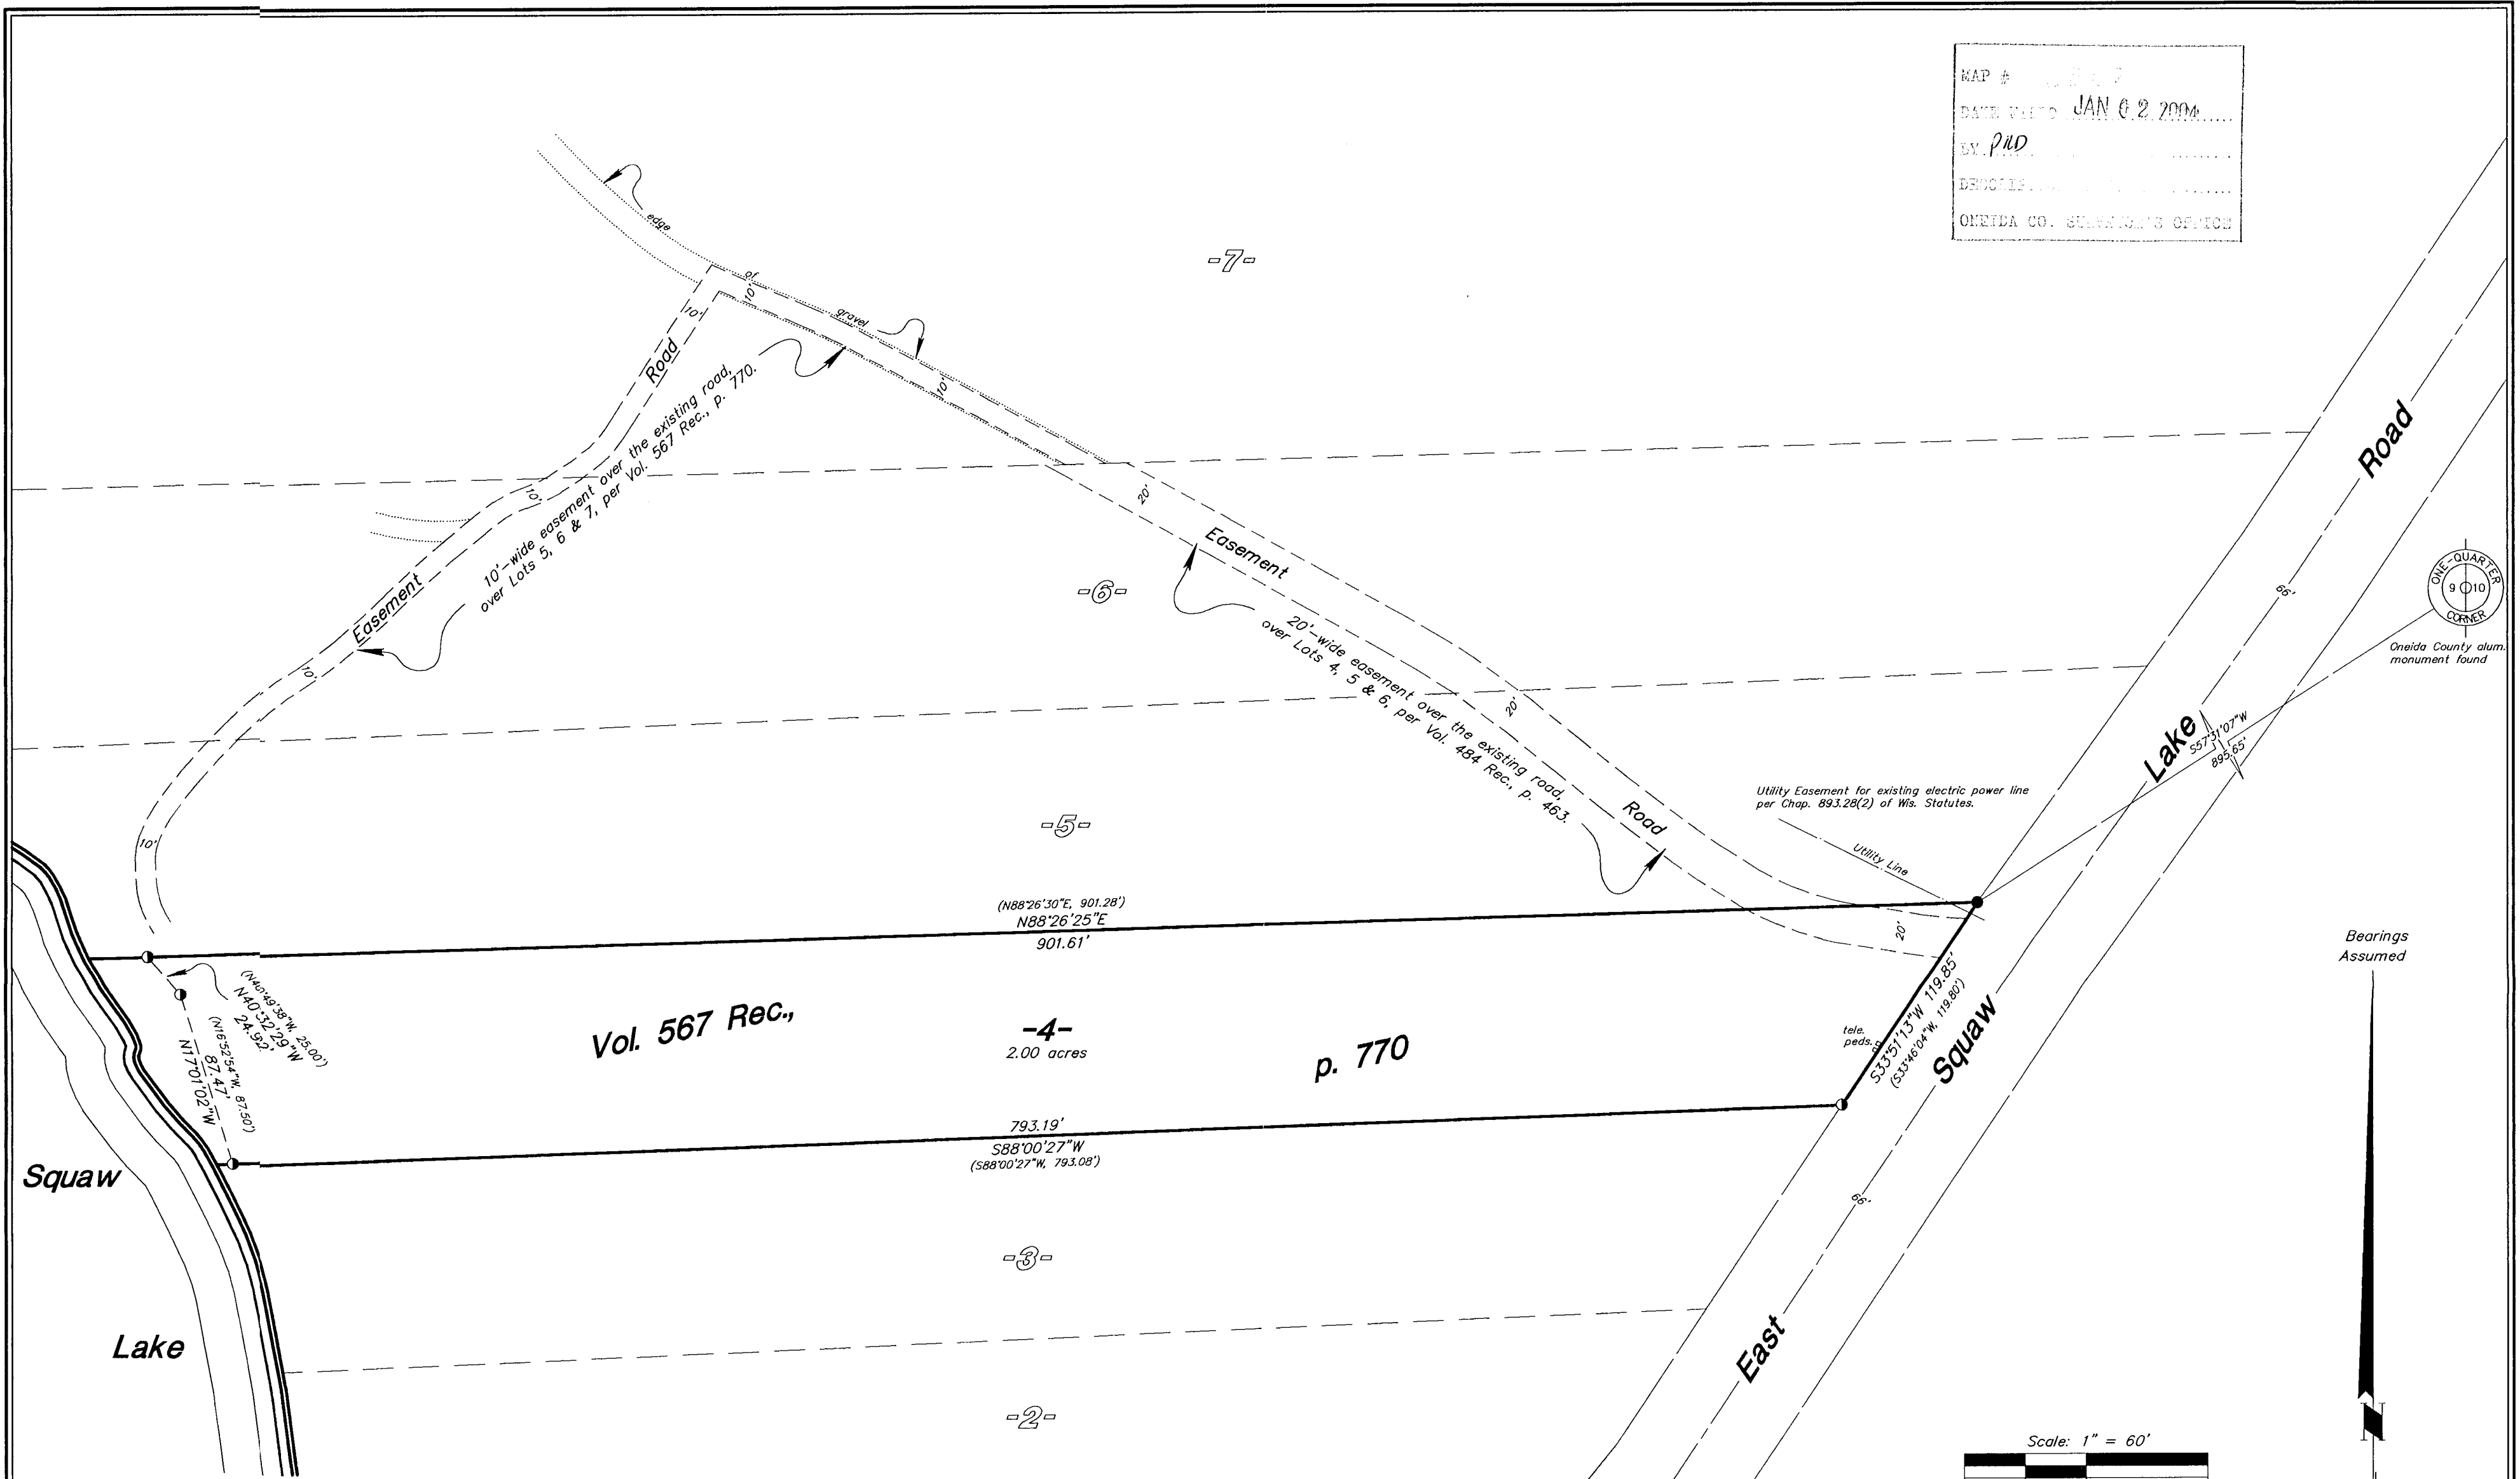 MAP #
JAN 02 2004
BY
ONEIDA CO. SURVEYOR'S OFFICE
-7-
edge
of
gravel
10'
10'
10'
Road
10'-wide easement over the existing road,
over Lots 5, 6 & 7, per Vol. 567 Rec., p. 770.
10'
Easement
10'
10'
20'
Easement
-6-
20'-wide easement over the existing road,
over Lots 4, 5 & 6, per Vol. 484 Rec., p. 463.
20'
Road
Road
66'
ONE-QUARTER
9 10
CORNER
Oneida County alum.
monument found
Lake
S57°31'07"W
895.65'
Utility Easement for existing electric power line
per Chap. 893.28(2) of Wis. Statutes.
Utility Line
-5-
(N88°26'30"E, 901.28')
N88°26'25"E
901.61'
20'
Bearings
Assumed
(N40°49'38"W, 25.00')
N40°32'29"W
24.92'
(N16°52'54"W, 87.50')
87.47'
N17°01'02"W
Vol. 567 Rec.,
-4-
2.00 acres
p. 770
tele.
peds.
S33°51'13"W 119.85'
(S33°46'04"W, 119.80')
Squaw
793.19'
S88°00'27"W
(S88°00'27"W, 793.08')
Squaw
Lake
66'
-3-
East
-2-
N
Scale: 1" = 60'